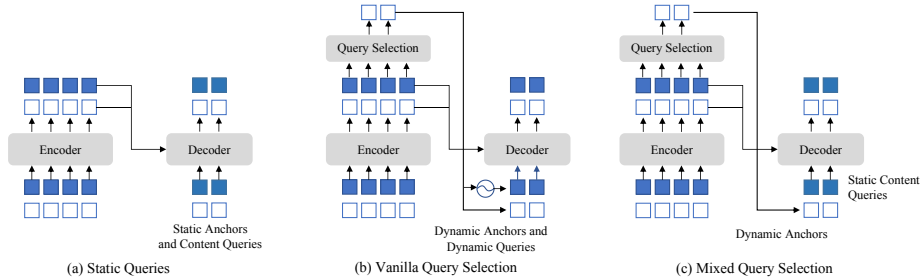 Encoder
Decoder
Static Anchors
and Content Queries
(a) Static Queries
Query Selection
Encoder
Decoder
Dynamic Anchors and
Dynamic Queries
(b) Vanilla Query Selection
Query Selection
Encoder
Decoder
Static Content
Queries
Dynamic Anchors
(c) Mixed Query Selection